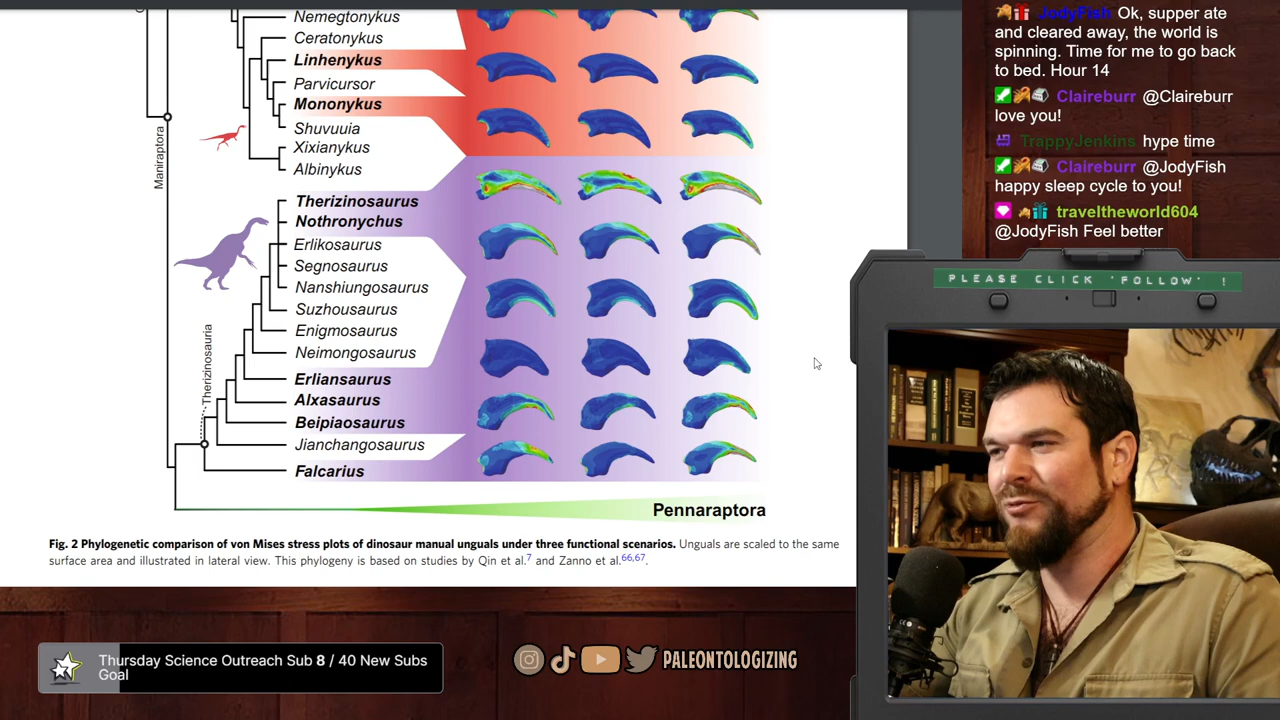 Nemegtonykus
Ceratonykus
Linhenykus
Parvicursor
Mononykus
Shuvuuia
Xixianykus
Albinykus
Maniraptora
Therizinosaurus
Nothronychus
Erlikosaurus
Segnosaurus
Nanshiungosaurus
Suzhousaurus
Enigmosaurus
Neimongosaurus
Therizinosauria
Erliansaurus
Alxasaurus
Beipiaosaurus
Jianchangosaurus
Falcarius
Pennaraptora
Fig. 2 Phylogenetic comparison of von Mises stress plots of dinosaur manual unguals under three functional scenarios. Unguals are scaled to the same
surface area and illustrated in lateral view. This phylogeny is based on studies by Qin et al.7 and Zanno et al.66,67.
JodyFish Ok, supper ate
and cleared away, the world is
spinning. Time for me to go back
to bed. Hour 14
Claireburr @Claireburr
love you!
TrappyJenkins hype time
Claireburr @JodyFish
happy sleep cycle to you!
traveltheworld604
@JodyFish Feel better
PLEASE CLICK 'FOLLOW' !
Thursday Science Outreach Sub 8 / 40 New Subs
Goal
PALEONTOLOGIZING